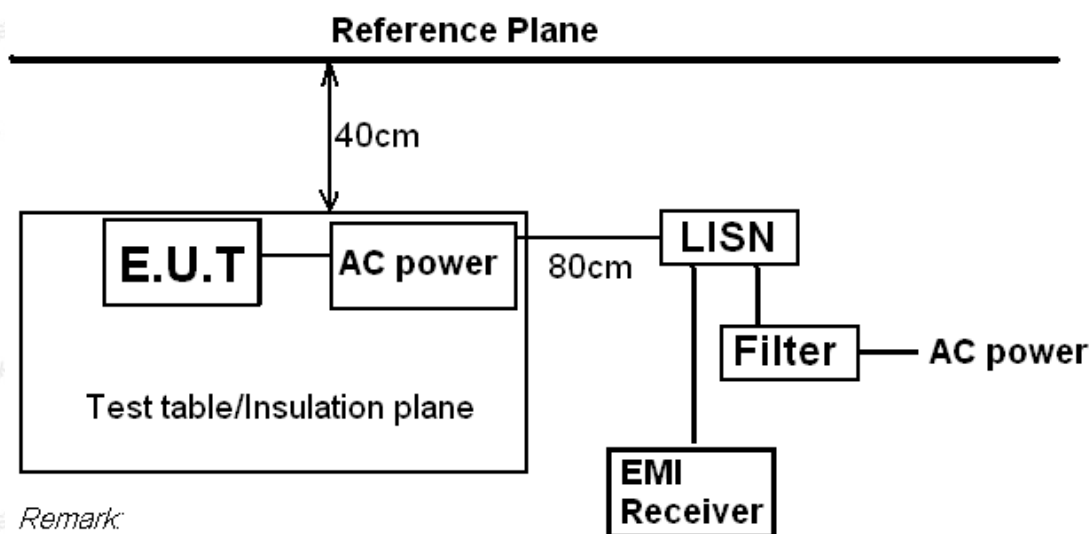 Reference Plane
40cm
E.U.T
AC power
80cm
LISN
Filter
AC power
Test table/Insulation plane
EMI
Receiver
Remark: